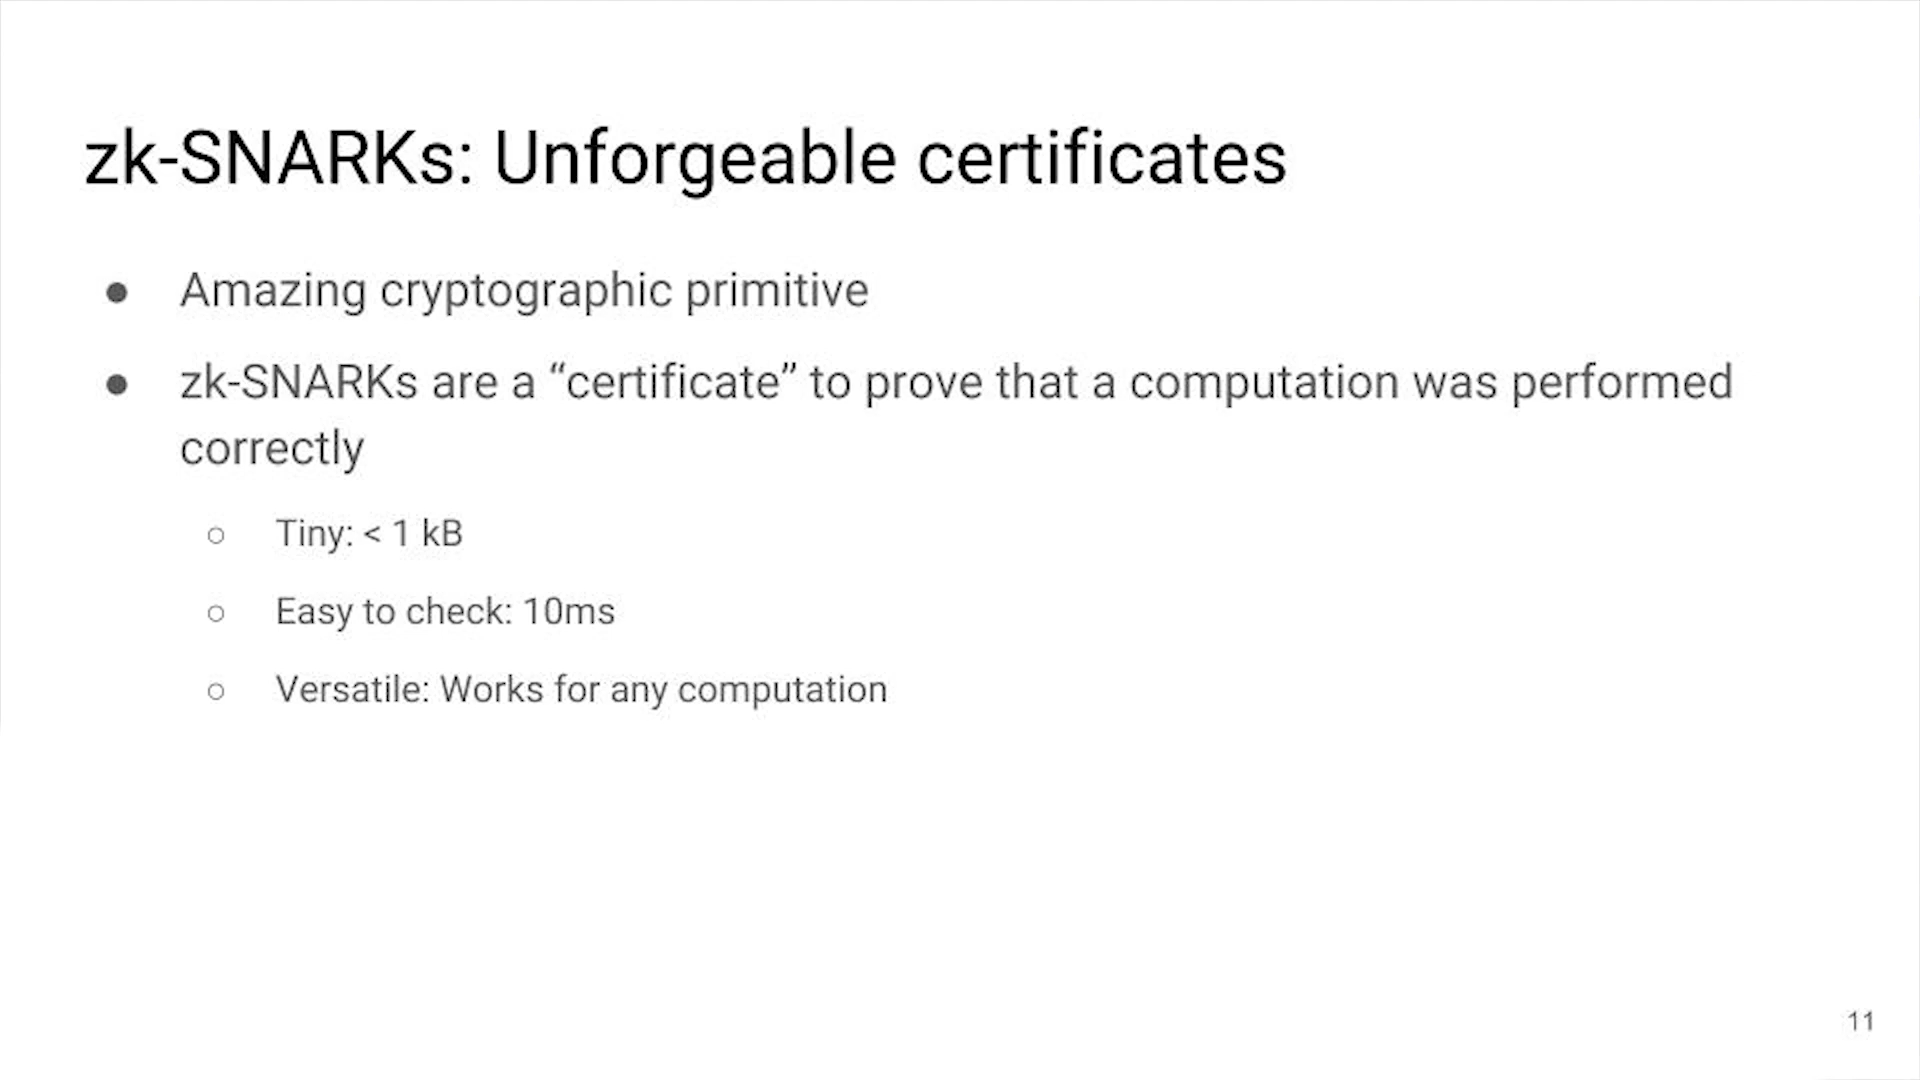 zk-SNARKs: Unforgeable certificates
● Amazing cryptographic primitive
● zk-SNARKs are a “certificate” to prove that a computation was performed
correctly
○ Tiny: < 1 kB
○ Easy to check: 10ms
○ Versatile: Works for any computation
11